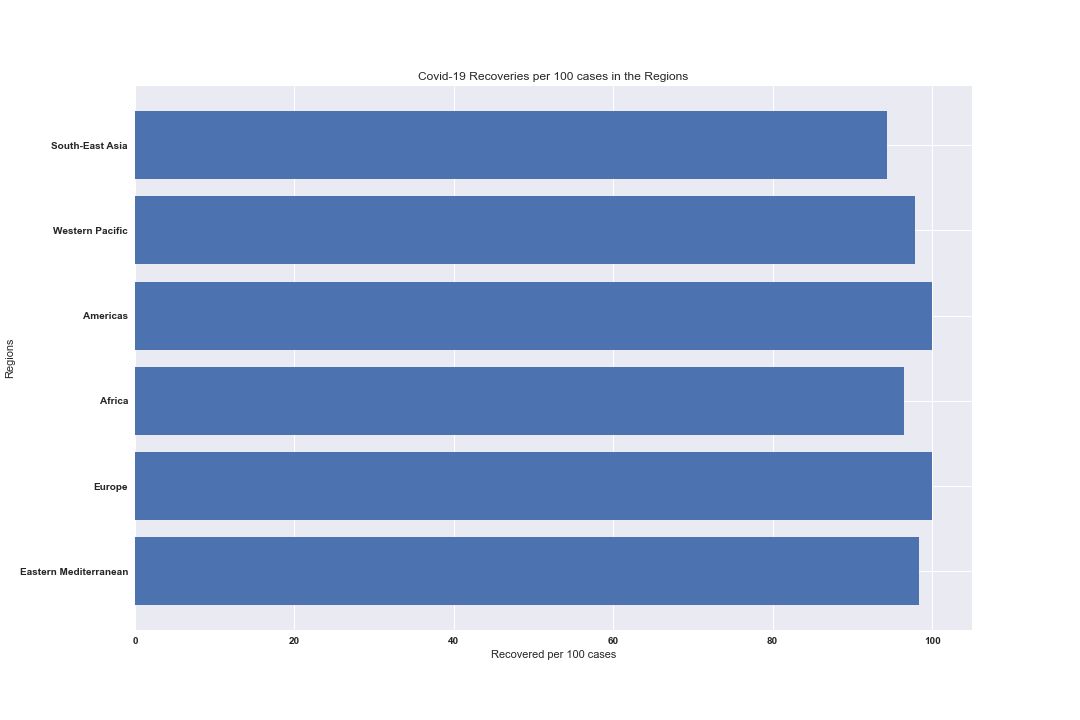 Covid-19 Recoveries per 100 cases in the Regions
Regions
South-East Asia
Western Pacific
Americas
Africa
Europe
Eastern Mediterranean
0 20 40 60 80 100
Recovered per 100 cases